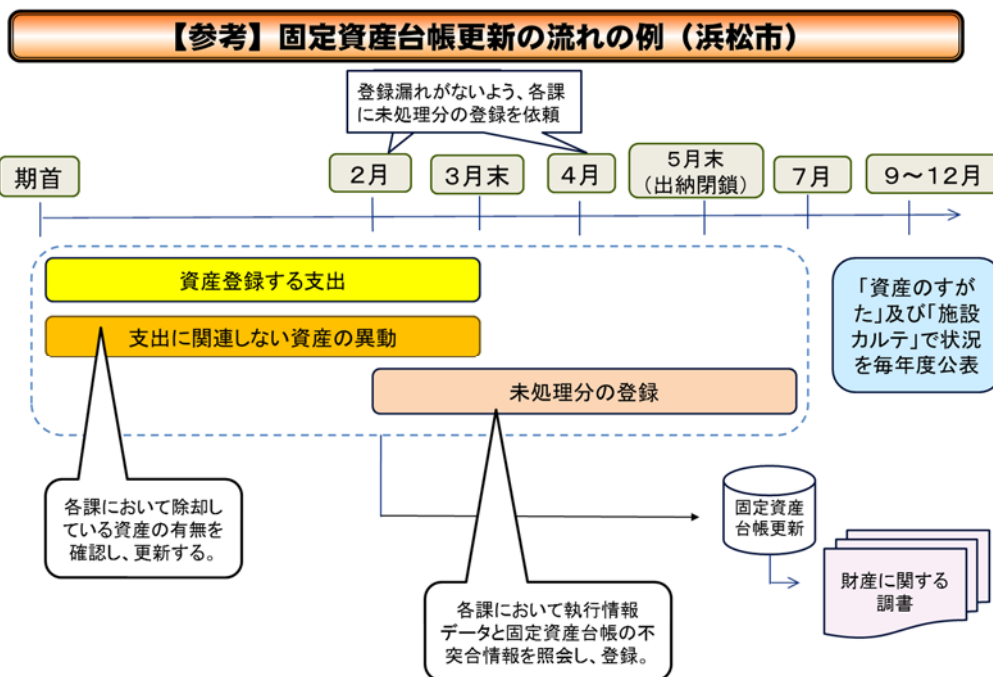 【参考】固定資産台帳更新の流れの例（浜松市）
登録漏れがないよう、各課
に未処理分の登録を依頼
期首
2月
3月末
4月
5月末
（出納閉鎖）
7月
9～12月
資産登録する支出
支出に関連しない資産の異動
未処理分の登録
「資産のすが
た」及び「施設
カルテ」で状況
を毎年度公表
各課において除却し
ている資産の有無を
確認し、更新する。
各課において執行情報
データと固定資産台帳の不
突合情報を照会し、登録。
固定資産
台帳更新
財産に関する
調書